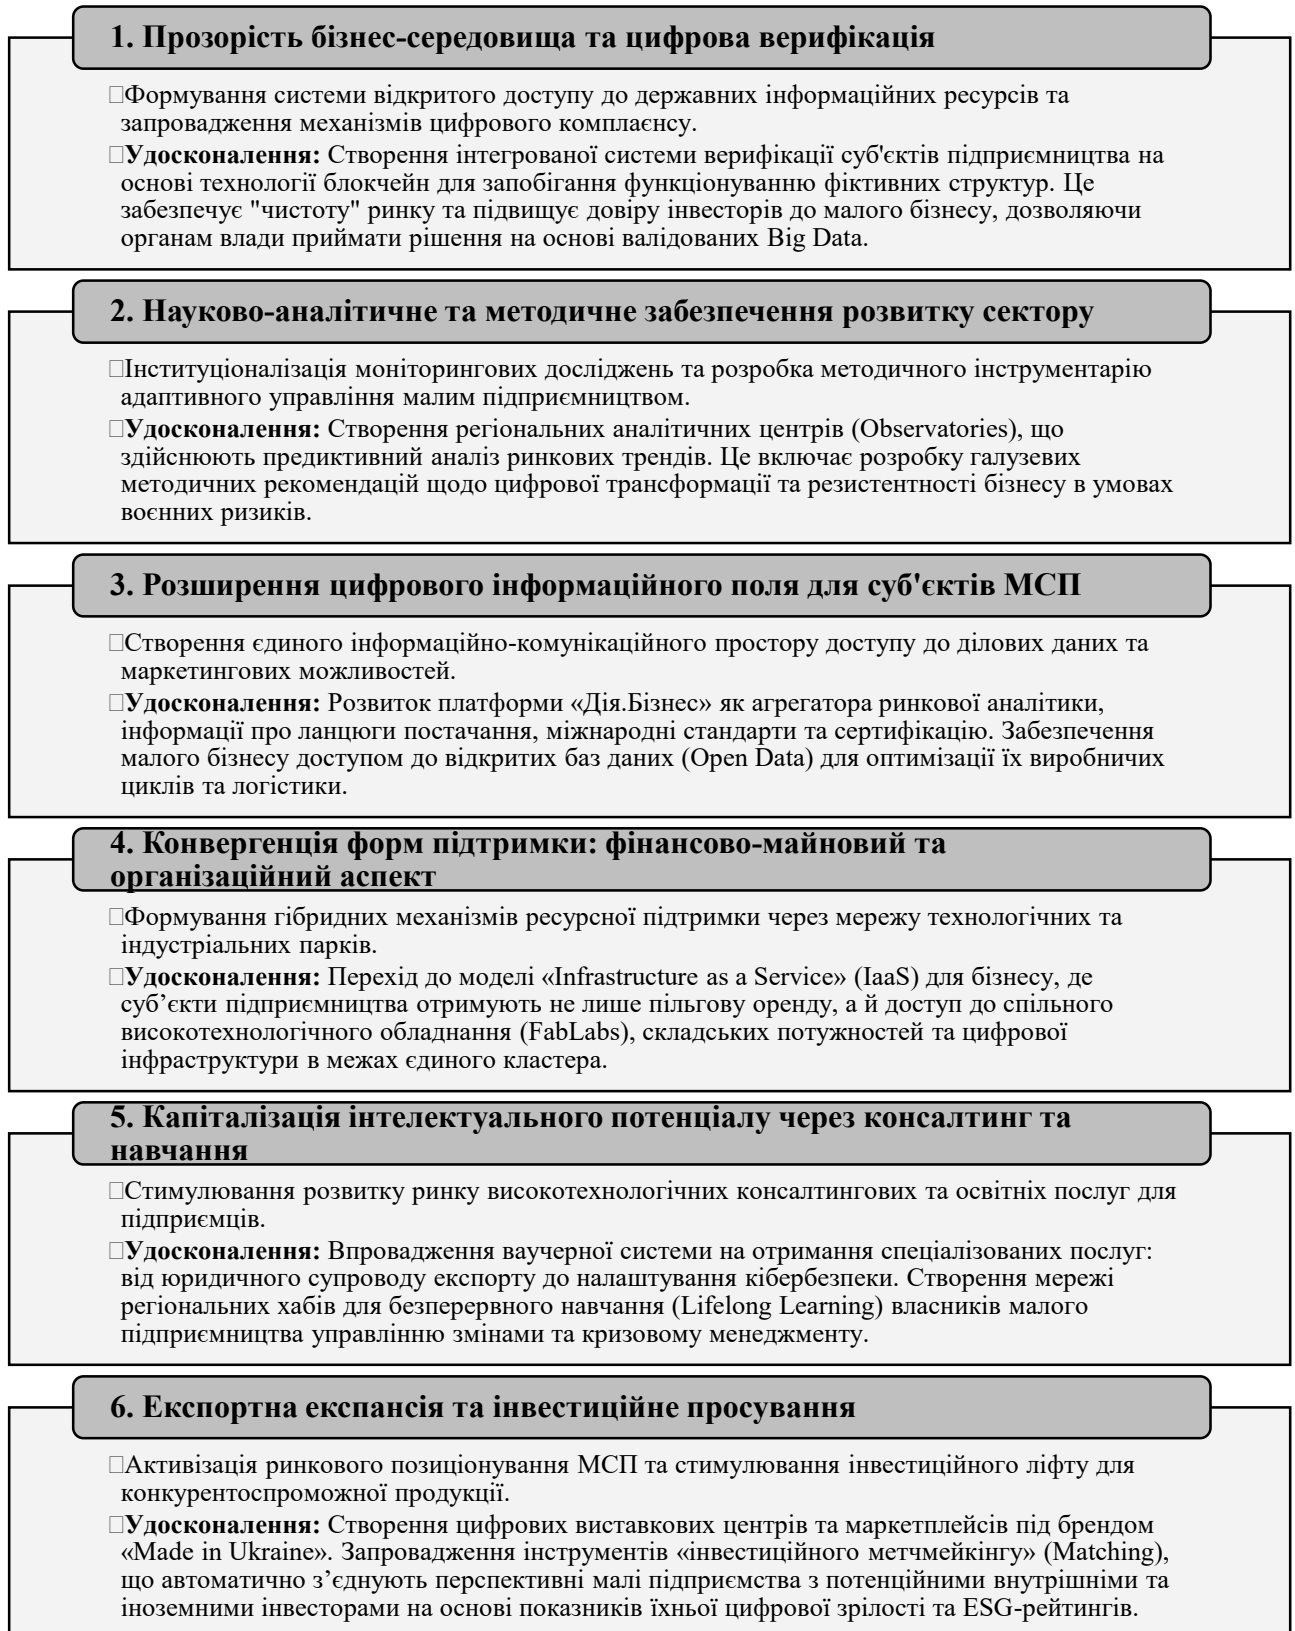 1. Прозорість бізнес-середовища та цифрова верифікація
Формування системи відкритого доступу до державних інформаційних ресурсів та
запровадження механізмів цифрового комплаєнсу.
Удосконалення: Створення інтегрованої системи верифікації суб'єктів підприємництва на
основі технології блокчейн для запобігання функціонуванню фіктивних структур. Це
забезпечує "чистоту" ринку та підвищує довіру інвесторів до малого бізнесу, дозволяючи
органам влади приймати рішення на основі валідованих Big Data.
2. Науково-аналітичне та методичне забезпечення розвитку сектору
Інституціоналізація моніторингових досліджень та розробка методичного інструментарію
адаптивного управління малим підприємництвом.
Удосконалення: Створення регіональних аналітичних центрів (Observatories), що
здійснюють предиктивний аналіз ринкових трендів. Це включає розробку галузевих
методичних рекомендацій щодо цифрової трансформації та резистентності бізнесу в умовах
воєнних ризиків.
3. Розширення цифрового інформаційного поля для суб'єктів МСП
Створення єдиного інформаційно-комунікаційного простору доступу до ділових даних та
маркетингових можливостей.
Удосконалення: Розвиток платформи «Дія.Бізнес» як агрегатора ринкової аналітики,
інформації про ланцюги постачання, міжнародні стандарти та сертифікацію. Забезпечення
малого бізнесу доступом до відкритих баз даних (Open Data) для оптимізації їх виробничих
циклів та логістики.
4. Конвергенція форм підтримки: фінансово-майновий та
організаційний аспект
Формування гібридних механізмів ресурсної підтримки через мережу технологічних та
індустріальних парків.
Удосконалення: Перехід до моделі «Infrastructure as a Service» (IaaS) для бізнесу, де
суб’єкти підприємництва отримують не лише пільгову оренду, а й доступ до спільного
високотехнологічного обладнання (FabLabs), складських потужностей та цифрової
інфраструктури в межах єдиного кластера.
5. Капіталізація інтелектуального потенціалу через консалтинг та
навчання
Стимулювання розвитку ринку високотехнологічних консалтингових та освітніх послуг для
підприємців.
Удосконалення: Впровадження ваучерної системи на отримання спеціалізованих послуг:
від юридичного супроводу експорту до налаштування кібербезпеки. Створення мережі
регіональних хабів для безперервного навчання (Lifelong Learning) власників малого
підприємництва управлінню змінами та кризовому менеджменту.
6. Експортна експансія та інвестиційне просування
Активізація ринкового позиціонування МСП та стимулювання інвестиційного ліфту для
конкурентоспроможної продукції.
Удосконалення: Створення цифрових виставкових центрів та маркетплейсів під брендом
«Made in Ukraine». Запровадження інструментів «інвестиційного метчмейкінгу» (Matching),
що автоматично з’єднують перспективні малі підприємства з потенційними внутрішніми та
іноземними інвесторами на основі показників їхньої цифрової зрілості та ESG-рейтингів.